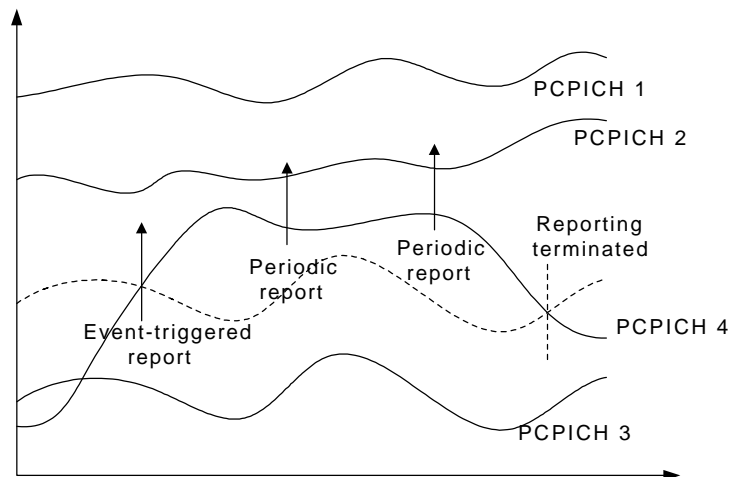 PCPICH 1
PCPICH 2
Reporting
terminated
Periodic
report
Periodic
report
Event-triggered
report
PCPICH 4
PCPICH 3